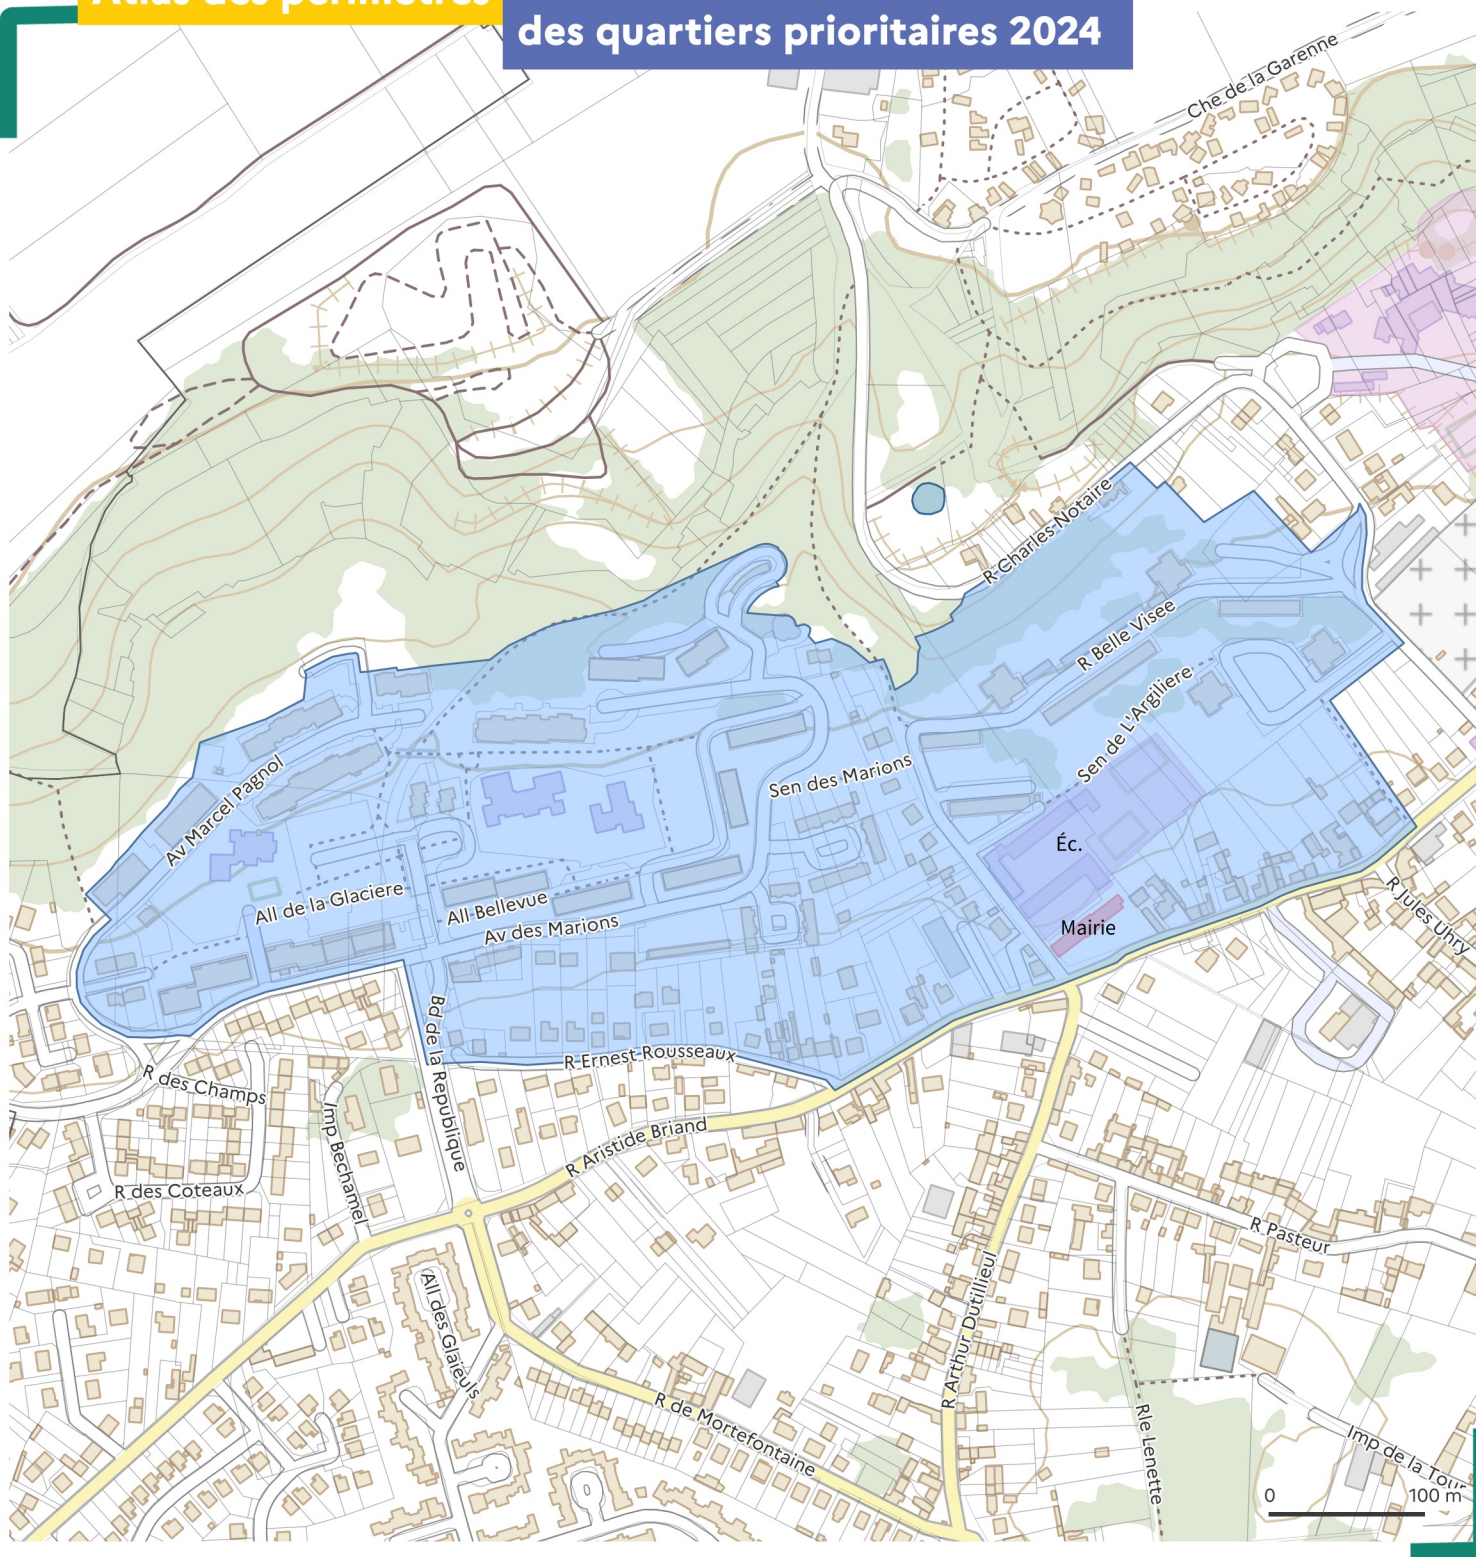 Atlas des périmètres
des quartiers prioritaires 2024
Che de la Garenne
R Charles Notaire
R Belle Visee
Sen de L'Argiliere
Sen des Marions
Av Marcel Pagnol
Éc.
All de la Glaciere
All Bellevue
Av des Marions
Mairie
R Jules Uhry
Bd de la Republique
R Ernest Rousseaux
R des Champs
Imp Bechamel
R Aristide Briand
R des Coteaux
R Pasteur
All des Glaieuls
R Arthur Dutillieul
R de Mortefontaine
Rle Lenette
Imp de la Tour
0 100 m